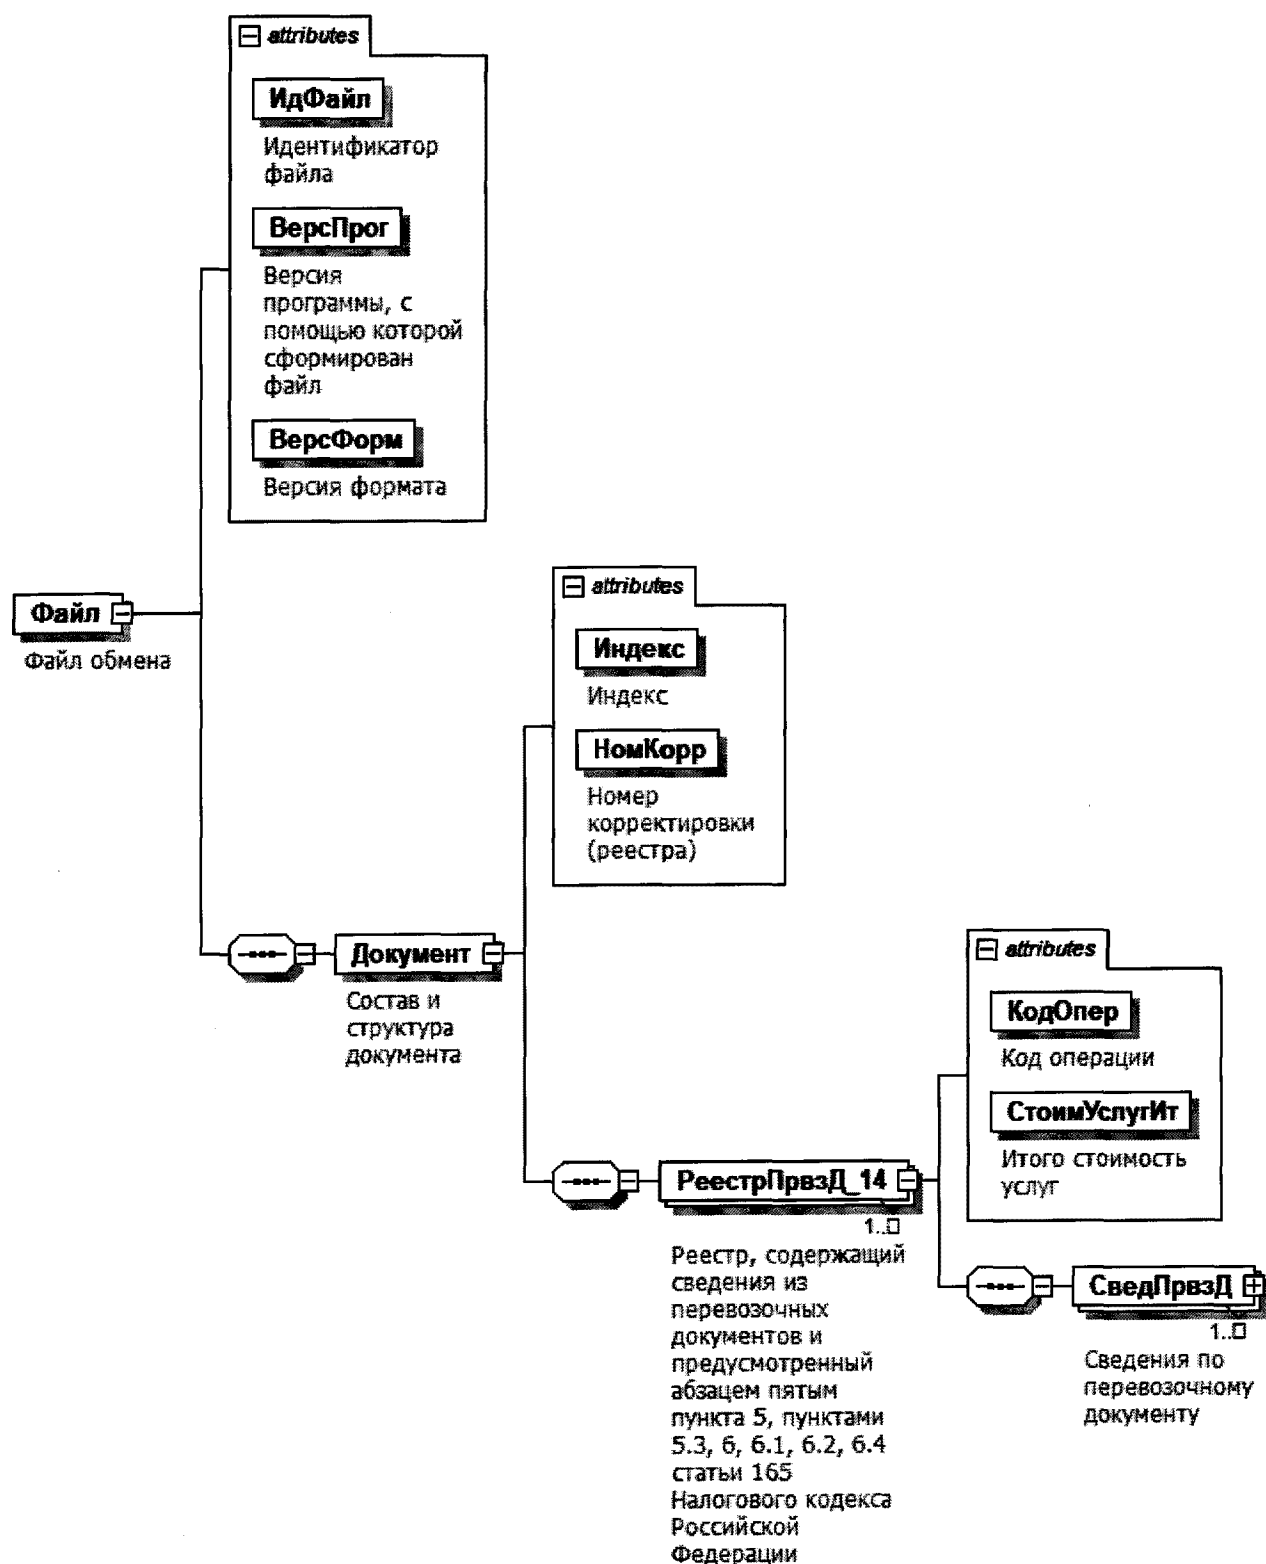 attributes
ИдФайл
Идентификатор
файла
ВерсПрог
Версия
программы, с
помощью которой
сформирован
файл
ВерсФорм
Версия формата
Файл
Файл обмена
attributes
Индекс
Индекс
НомКорр
Номер
корректировки
(реестра)
Документ
Состав и
структура
документа
attributes
КодОпер
Код операции
СтоимУслугИт
Итого стоимость
услуг
РеестрПрвзД_14
1..
Реестр, содержащий
сведения из
перевозочных
документов и
предусмотренный
абзацем пятым
пункта 5, пунктами
5.3, 6, 6.1, 6.2, 6.4
статьи 165
Налогового кодекса
Российской
Федерации
СведПрвзД
1..
Сведения по
перевозочному
документу